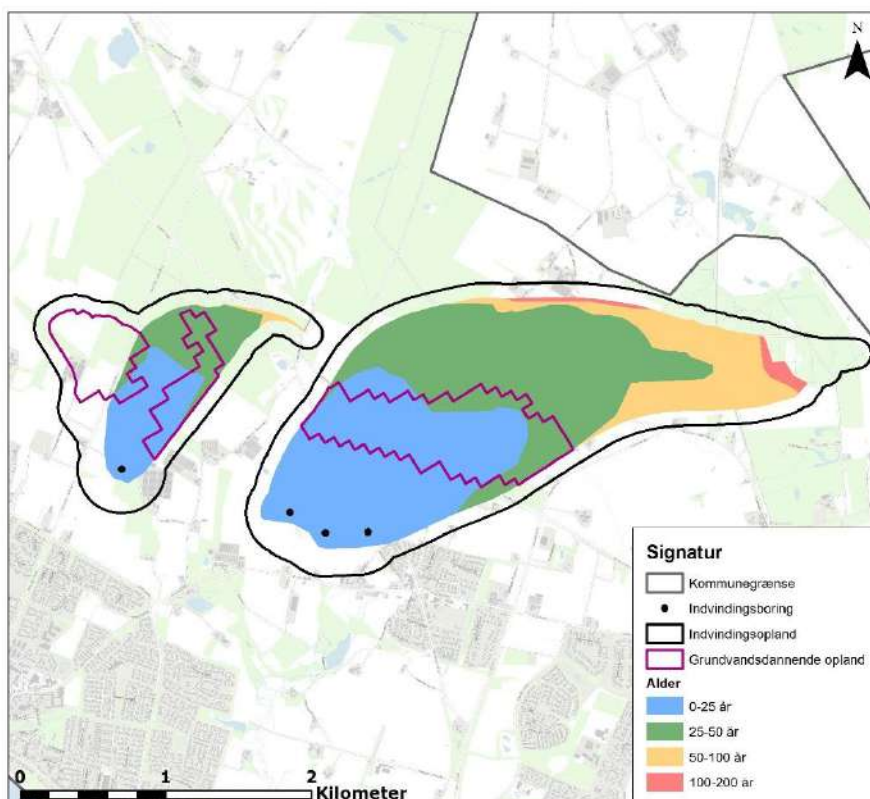 N
Signatur
Kommunegrænse
Indvindingsboring
Indvindingsopland
Grundvandsdannende opland
Alder
0-25 år
25-50 år
50-100 år
100-200 år
0 1 2
Kilometer